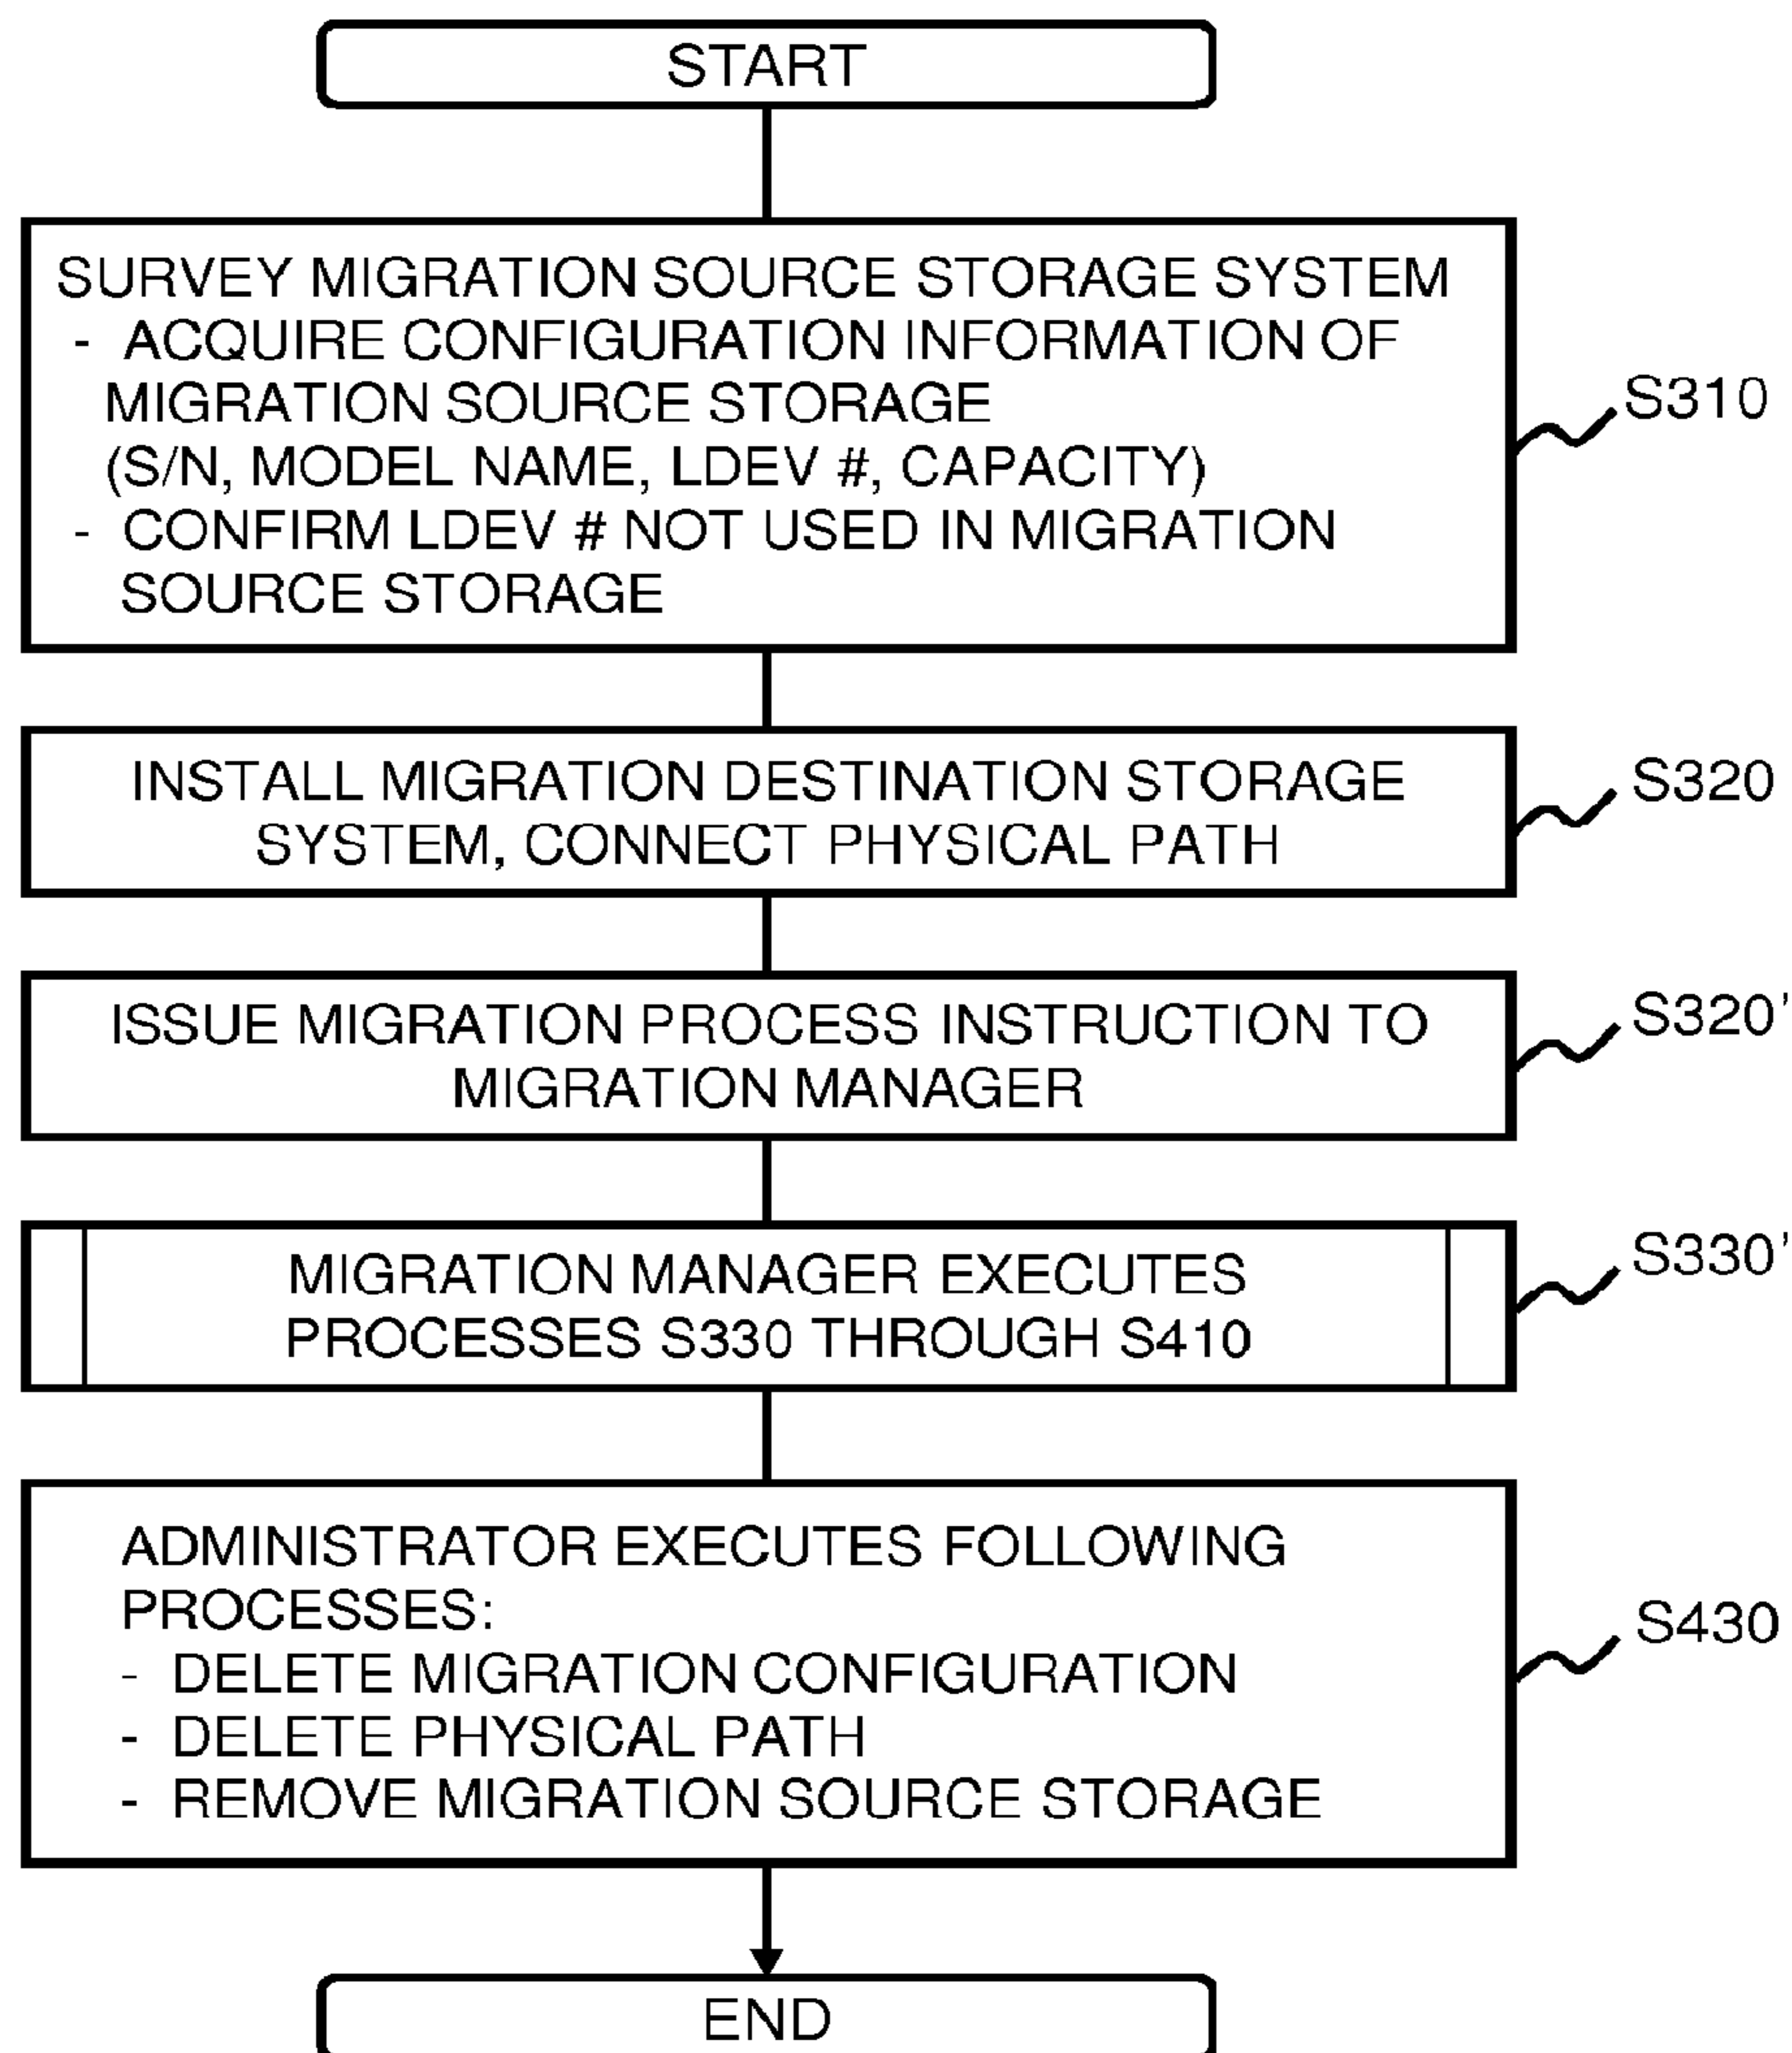 START
SURVEY MIGRATION SOURCE STORAGE SYSTEM
- ACQUIRE CONFIGURATION INFORMATION OF
MIGRATION SOURCE STORAGE
(S/N, MODEL NAME, LDEV #, CAPACITY)
- CONFIRM LDEV # NOT USED IN MIGRATION
SOURCE STORAGE
S310
INSTALL MIGRATION DESTINATION STORAGE
SYSTEM, CONNECT PHYSICAL PATH
S320
ISSUE MIGRATION PROCESS INSTRUCTION TO
MIGRATION MANAGER
S320'
MIGRATION MANAGER EXECUTES
PROCESSES S330 THROUGH S410
S330'
ADMINISTRATOR EXECUTES FOLLOWING
PROCESSES:
- DELETE MIGRATION CONFIGURATION
- DELETE PHYSICAL PATH
- REMOVE MIGRATION SOURCE STORAGE
S430
END